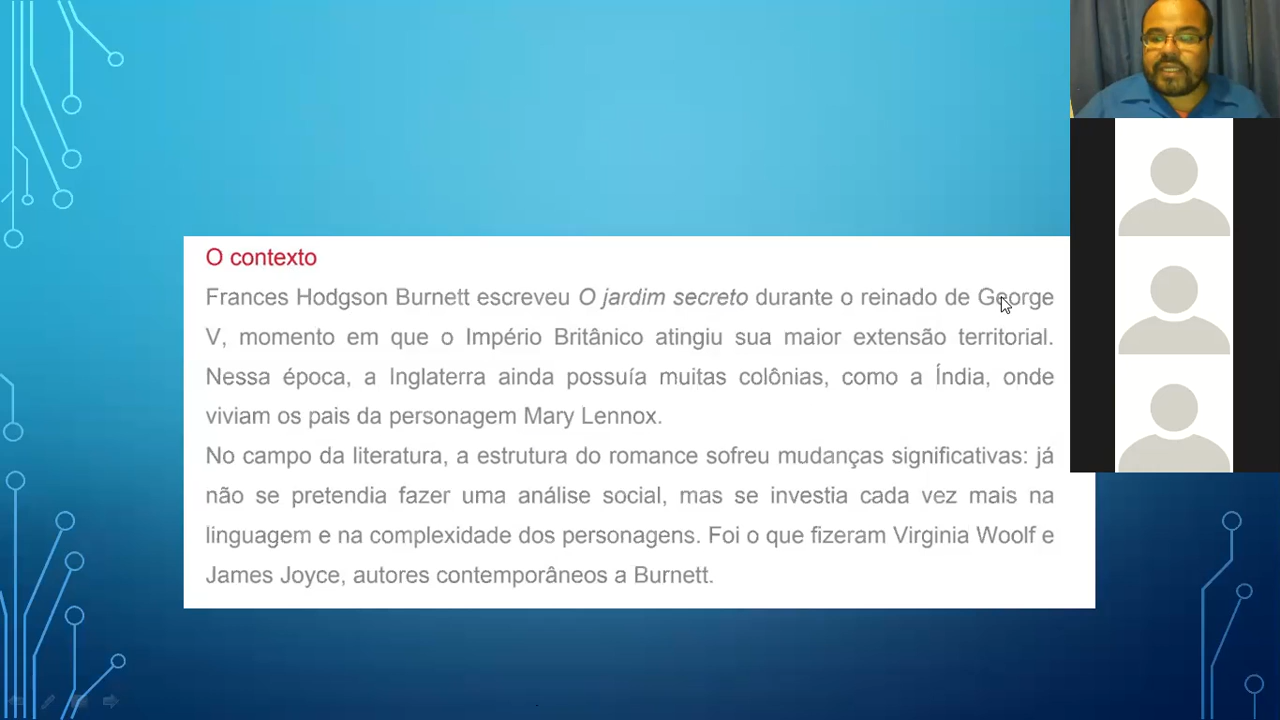 O contexto
Frances Hodgson Burnett escreveu O jardim secreto durante o reinado de George
V, momento em que o Império Britânico atingiu sua maior extensão territorial.
Nessa época, a Inglaterra ainda possuía muitas colônias, como a Índia, onde
viviam os pais da personagem Mary Lennox.
No campo da literatura, a estrutura do romance sofreu mudanças significativas: já
não se pretendia fazer uma análise social, mas se investia cada vez mais na
linguagem e na complexidade dos personagens. Foi o que fizeram Virginia Woolf e
James Joyce, autores contemporâneos a Burnett.